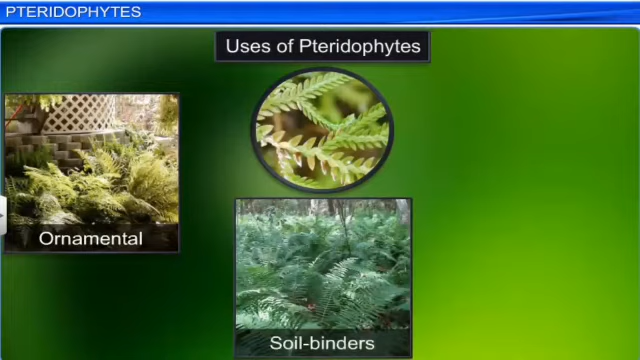 PTERIDOPHYTES
Uses of Pteridophytes
Ornamental
Soil-binders